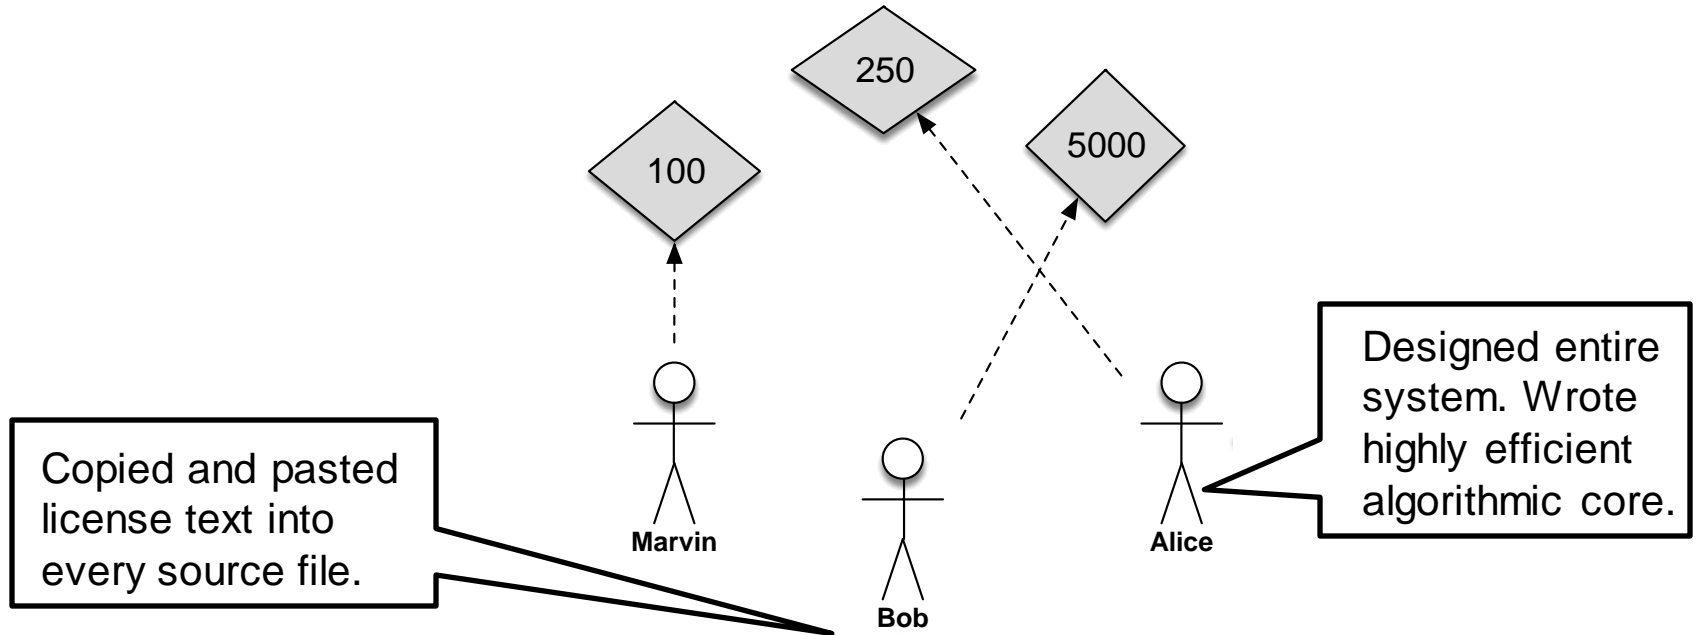 250
5000
100
Designed entire
system. Wrote
highly efficient
algorithmic core.
Copied and pasted
license text into
every source file.
Marvin
Alice
Bob